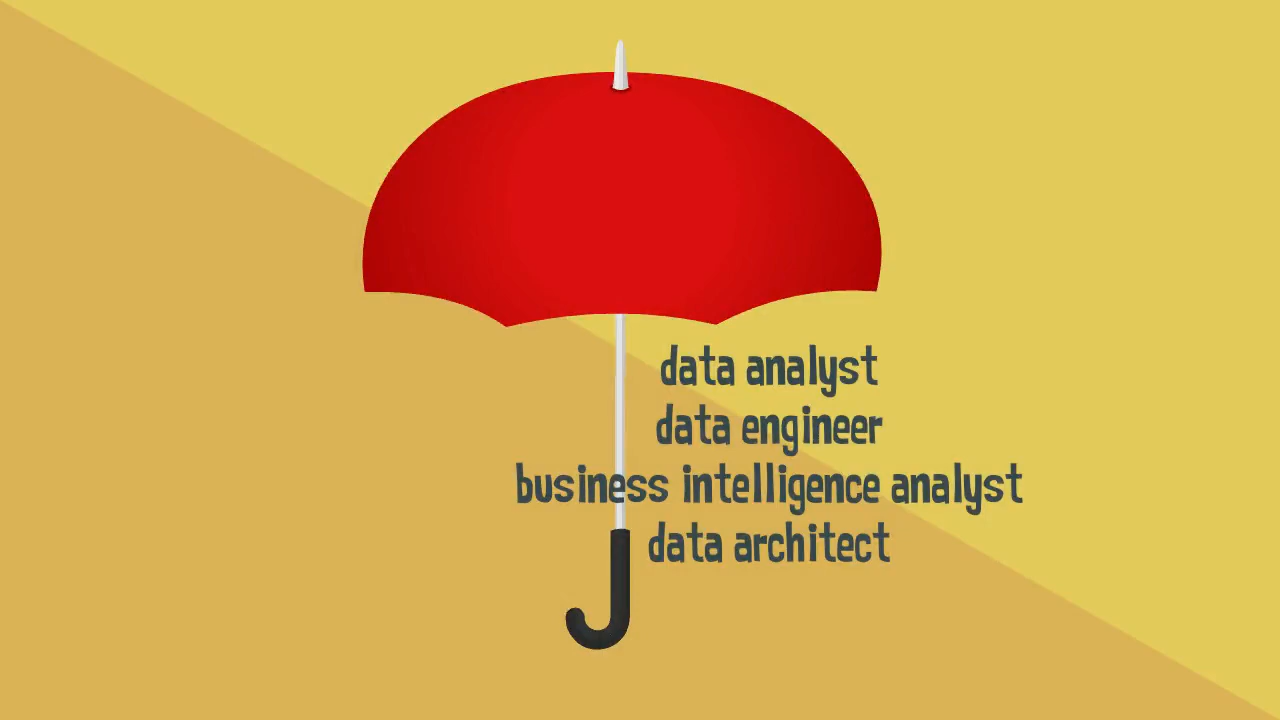 data analyst
data engineer
business intelligence analyst
data architect